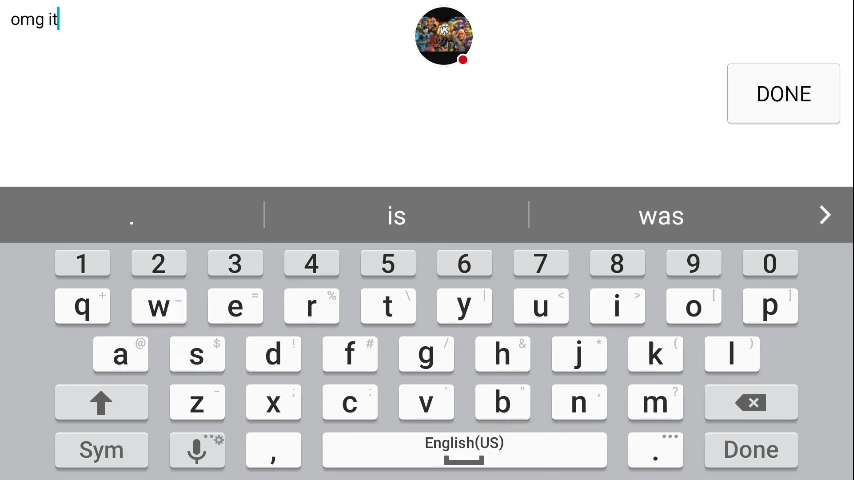 omg it
VS
DONE
. is was
1 2 3 4 5 6 7 8 9 0
q + w - e = r % t \ y | u < i > o [ p ]
a @ s $ d ! f # g / h & j * k ( l )
z - x ; c : v ' b " n , m ?
Sym , English(US) . Done